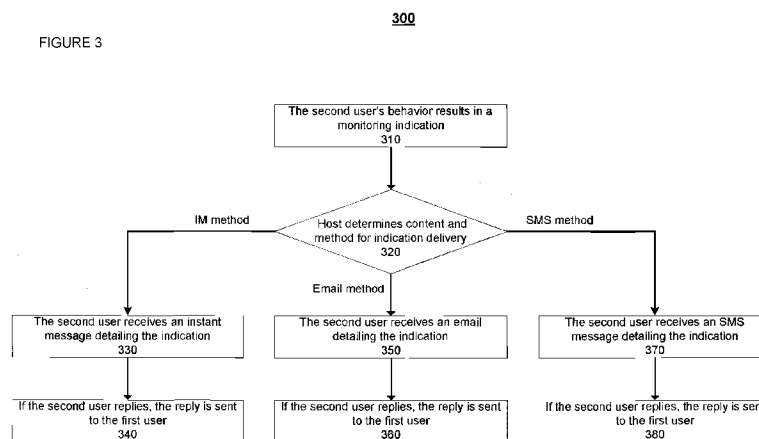 300
FIGURE 3
The second user's behavior results in a
monitoring indication
310
IM method
Host determines content and
method for indication delivery
320
SMS method
Email method
The second user receives an instant
message detailing the indication
330
The second user receives an email
detailing the indication
350
The second user receives an SMS
message detailing the indication
370
If the second user replies, the reply is sent
to the first user
340
If the second user replies, the reply is sent
to the first user
360
If the second user replies, the reply is sent
to the first user
380